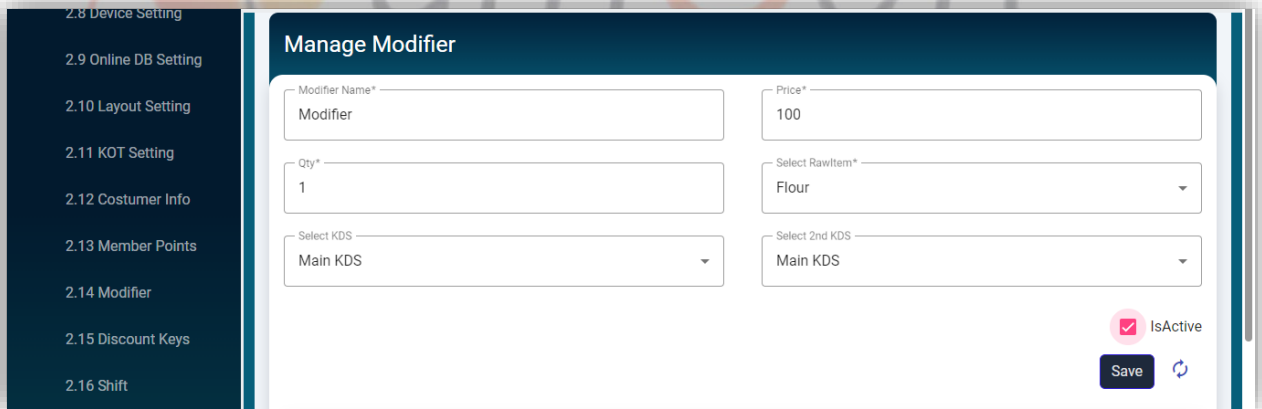 2.8 Device Setting
2.9 Online DB Setting
2.10 Layout Setting
2.11 KOT Setting
2.12 Costumer Info
2.13 Member Points
2.14 Modifier
2.15 Discount Keys
2.16 Shift
Manage Modifier
Modifier Name*
Modifier
Price*
100
Qty*
1
Select RawItem*
Flour
Select KDS
Main KDS
Select 2nd KDS
Main KDS
IsActive
Save